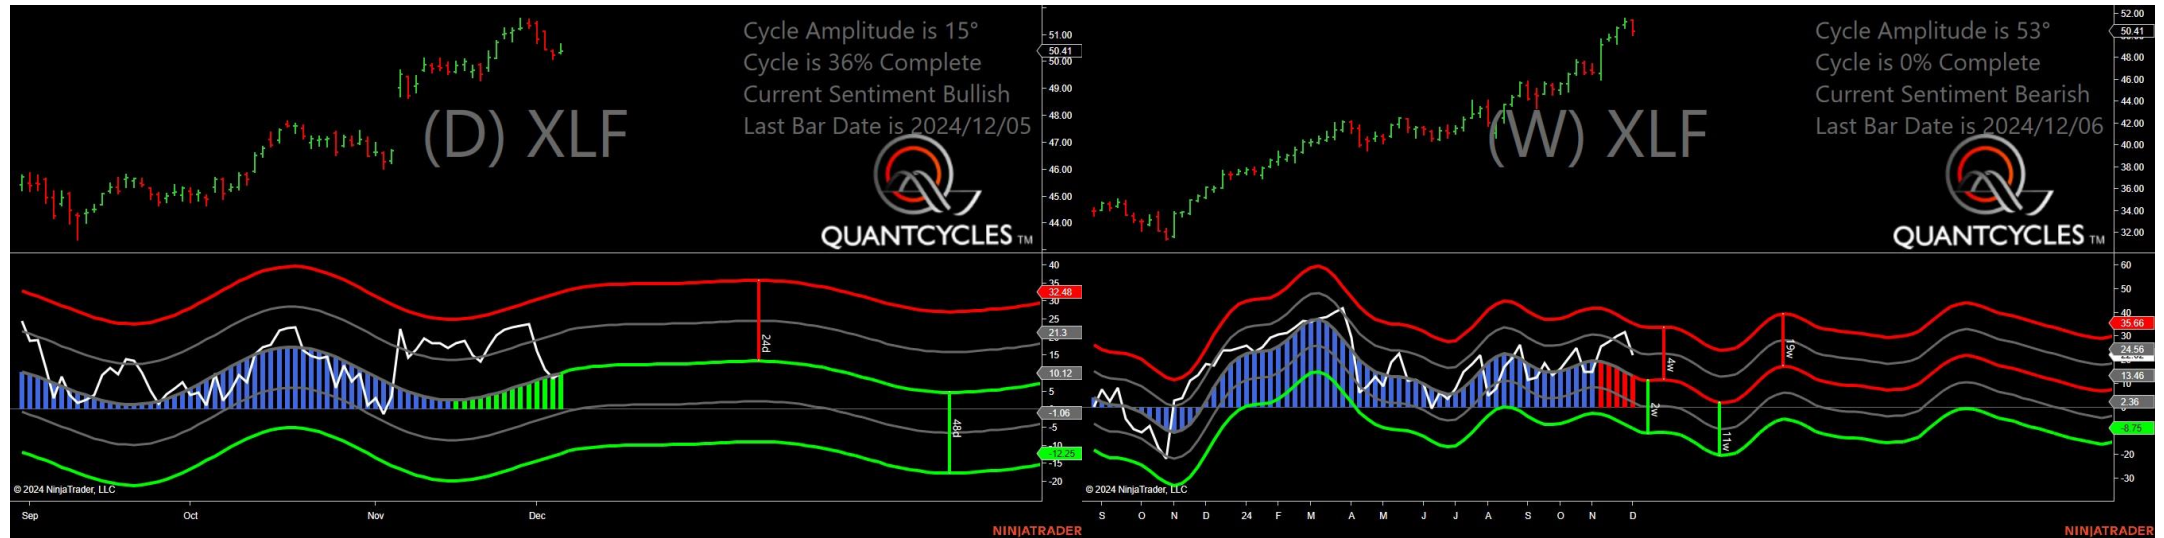 Cycle Amplitude is 15°
Cycle is 36% Complete
Current Sentiment Bullish
Last Bar Date is 2024/12/05
(D) XLF
QUANTCYCLES TM
51.00
50.41
50.00
49.00
48.00
47.00
46.00
45.00
44.00
40
35
32.48
30
25
21.3
15
10.12
5
-1.06
-5
-10
-12.25
-15
-20
24d
48d
© 2024 NinjaTrader, LLC
Sep Oct Nov Dec
NINJATRADER
Cycle Amplitude is 53°
Cycle is 0% Complete
Current Sentiment Bearish
Last Bar Date is 2024/12/06
(W) XLF
QUANTCYCLES TM
52.00
50.41
48.00
46.00
44.00
42.00
40.00
38.00
36.00
34.00
32.00
60
50
40
35.66
30
24.56
13.46
10
2.36
-8.75
-20
-30
4w
19w
2w
11w
© 2024 NinjaTrader, LLC
S O N D 24 F M A M J J A S O N D
NINJATRADER